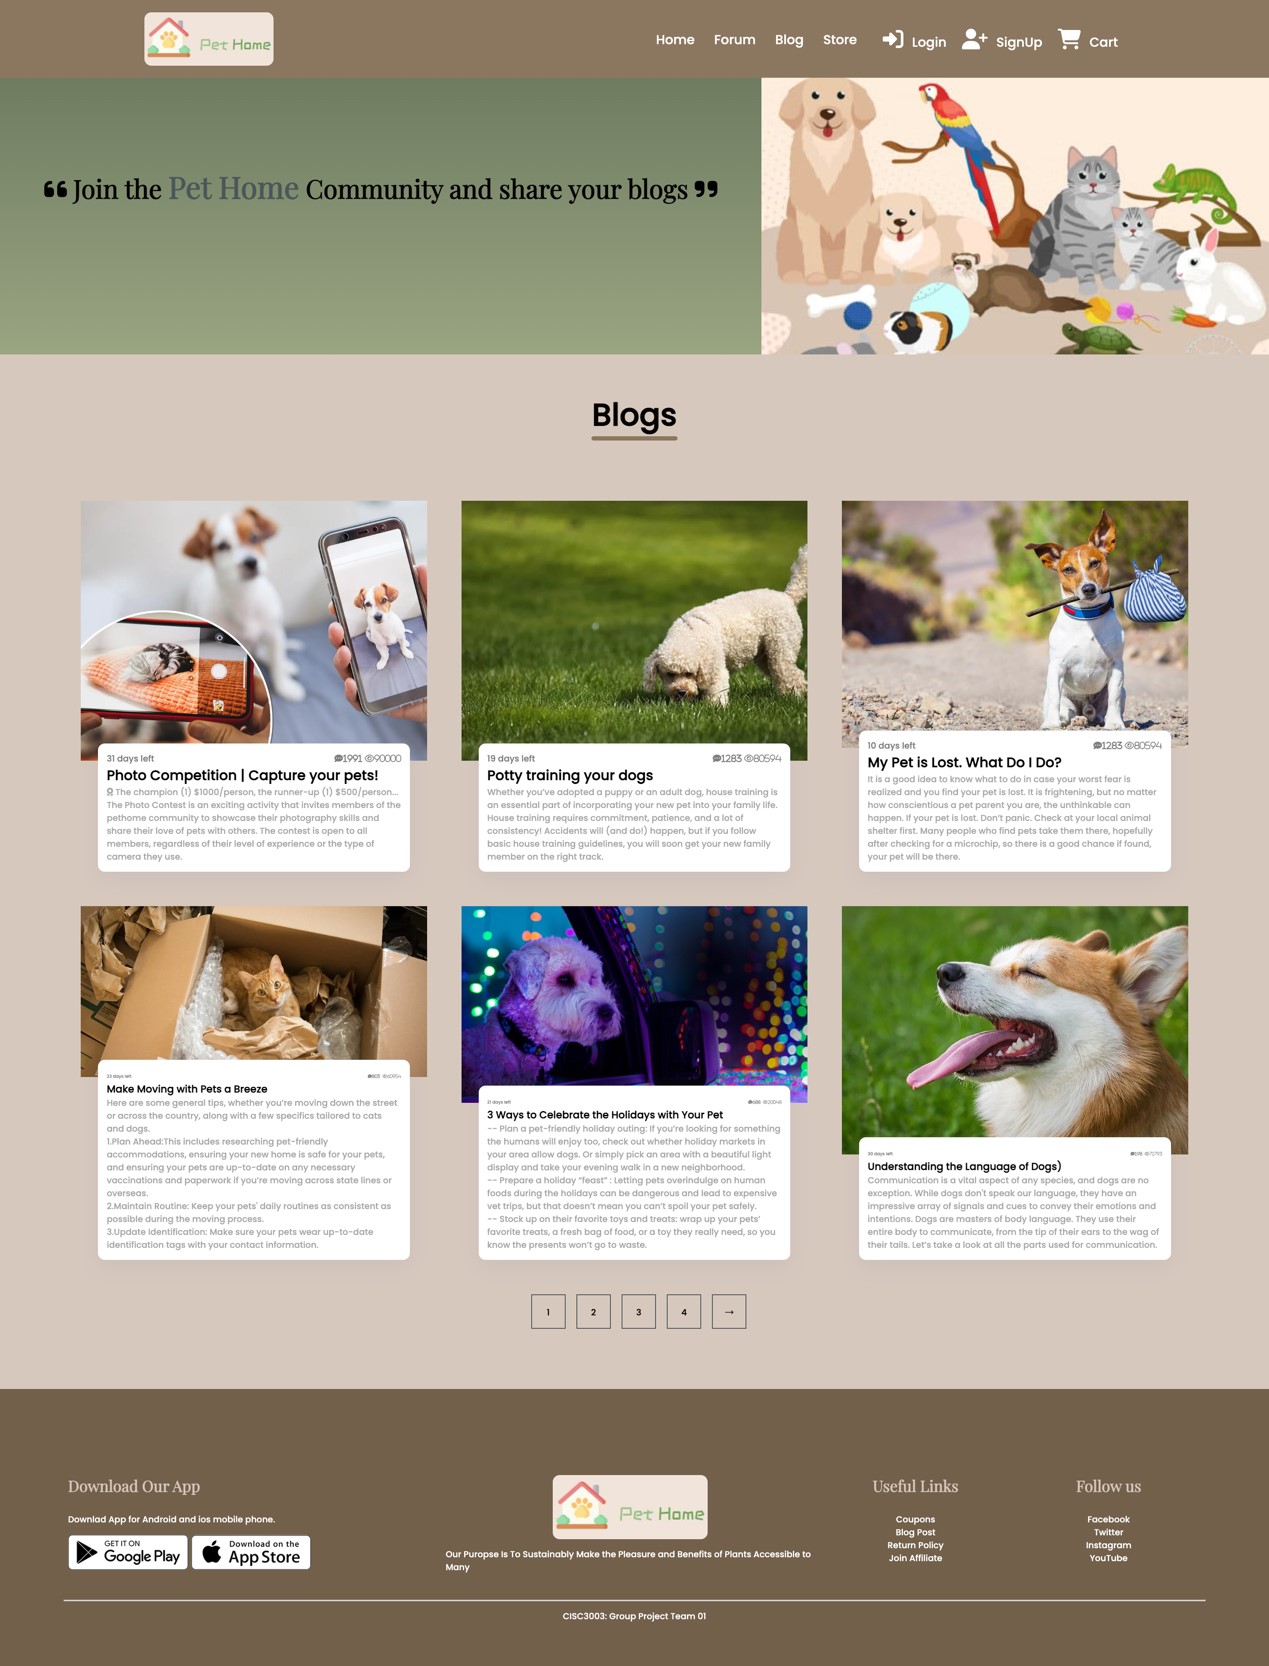 Pet Home
Home Forum Blog Store Login SignUp Cart
Join the Pet Home Community and share your blogs
Blogs
31 days left 1991 90000
Photo Competition | Capture your pets!
The champion (1) $1000/person, the runner-up (1) $500/person...
The Photo Contest is an exciting activity that invites members of the
pethome community to showcase their photography skills and
share their love of pets with others. The contest is open to all
members, regardless of their level of experience or the type of
camera they use.
19 days left 1283 80594
Potty training your dogs
Whether you've adopted a puppy or an adult dog, house training is
an essential part of incorporating your new pet into your family life.
House training requires commitment, patience, and a lot of
consistency! Accidents will (and do!) happen, but if you follow
basic house training guidelines, you will soon get your new family
member on the right track.
10 days left 1283 80594
My Pet is Lost. What Do I Do?
It is a good idea to know what to do in case your worst fear is
realized and you find your pet is lost. It is frightening, but no matter
how conscientious a pet parent you are, the unthinkable can
happen. If your pet is lost. Don't panic. Check at your local animal
shelter first. Many people who find pets take them there, hopefully
after checking for a microchip, so there is a good chance if found,
your pet will be there.
Make Moving with Pets a Breeze
Here are some general tips, whether you're moving down the street
or across the country, along with a few specifics tailored to cats
and dogs.
1.Plan Ahead:This includes researching pet-friendly
accommodations, ensuring your new home is safe for your pets,
and ensuring your pets are up-to-date on any necessary
vaccinations and paperwork if you're moving across state lines or
overseas.
2.Maintain Routine: Keep your pets' daily routines as consistent as
possible during the moving process.
3.Update Identification: Make sure your pets wear up-to-date
identification tags with your contact information.
days left
3 Ways to Celebrate the Holidays with Your Pet
-- Plan a pet-friendly holiday outing: If you're looking for something
the humans will enjoy too, check out whether holiday markets in
your area allow dogs. Or simply pick an area with a beautiful light
display and take your evening walk in a new neighborhood.
-- Prepare a holiday "feast" : Letting pets overindulge on human
foods during the holidays can be dangerous and lead to expensive
vet trips, but that doesn't mean you can't spoil your pet safely.
-- Stock up on their favorite toys and treats: wrap up your pets'
favorite treats, a fresh bag of food, or a toy they really need, so you
know the presents won't go to waste.
30 days left
Understanding the Language of Dogs)
Communication is a vital aspect of any species, and dogs are no
exception. While dogs don't speak our language, they have an
impressive array of signals and cues to convey their emotions and
intentions. Dogs are masters of body language. They use their
entire body to communicate, from the tip of their ears to the wag of
their tails. Let's take a look at all the parts used for communication.
1 2 3 4 →
Download Our App
Downlad App for Android and ios mobile phone.
GET IT ON
Google Play
Download on the
App Store
Pet Home
Our Puropse Is To Sustainably Make the Pleasure and Benefits of Plants Accessible to
Many
Useful Links
Coupons
Blog Post
Return Policy
Join Affiliate
Follow us
Facebook
Twitter
Instagram
YouTube
CISC3003: Group Project Team 01